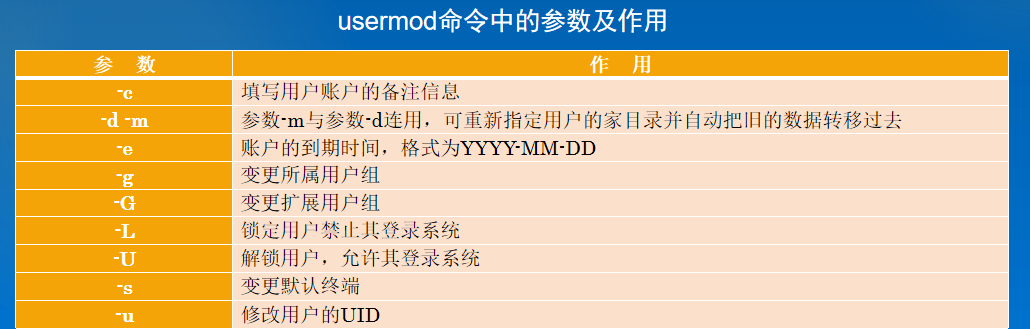 usermod命令中的参数及作用
参 数 作 用
-c 填写用户账户的备注信息
-d -m 参数-m与参数-d连用，可重新指定用户的家目录并自动把旧的数据转移过去
-e 账户的到期时间，格式为YYYY-MM-DD
-g 变更所属用户组
-G 变更扩展用户组
-L 锁定用户禁止其登录系统
-U 解锁用户，允许其登录系统
-s 变更默认终端
-u 修改用户的UID